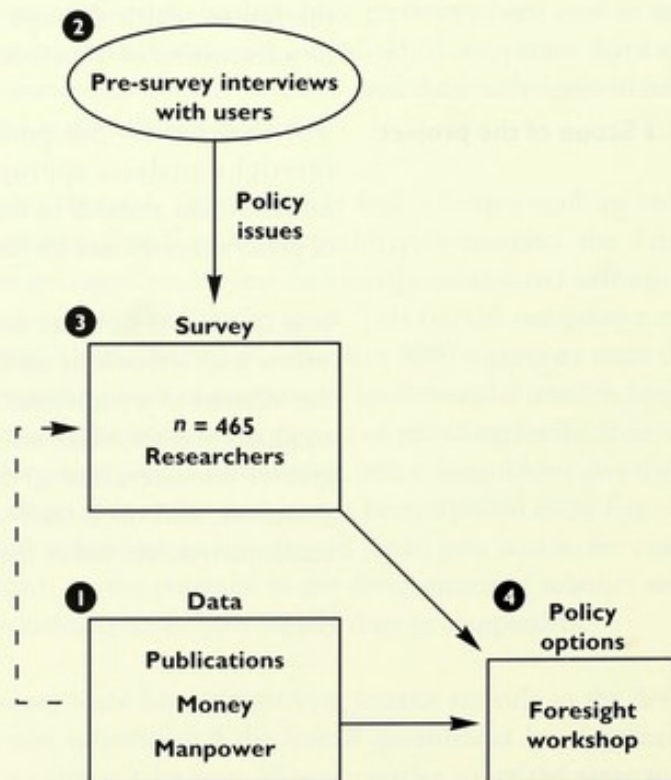 2
Pre-survey interviews
with users
Policy
issues
3
Survey
n = 465
Researchers
1
Data
Publications
Money
Manpower
4
Policy
options
Foresight
workshop